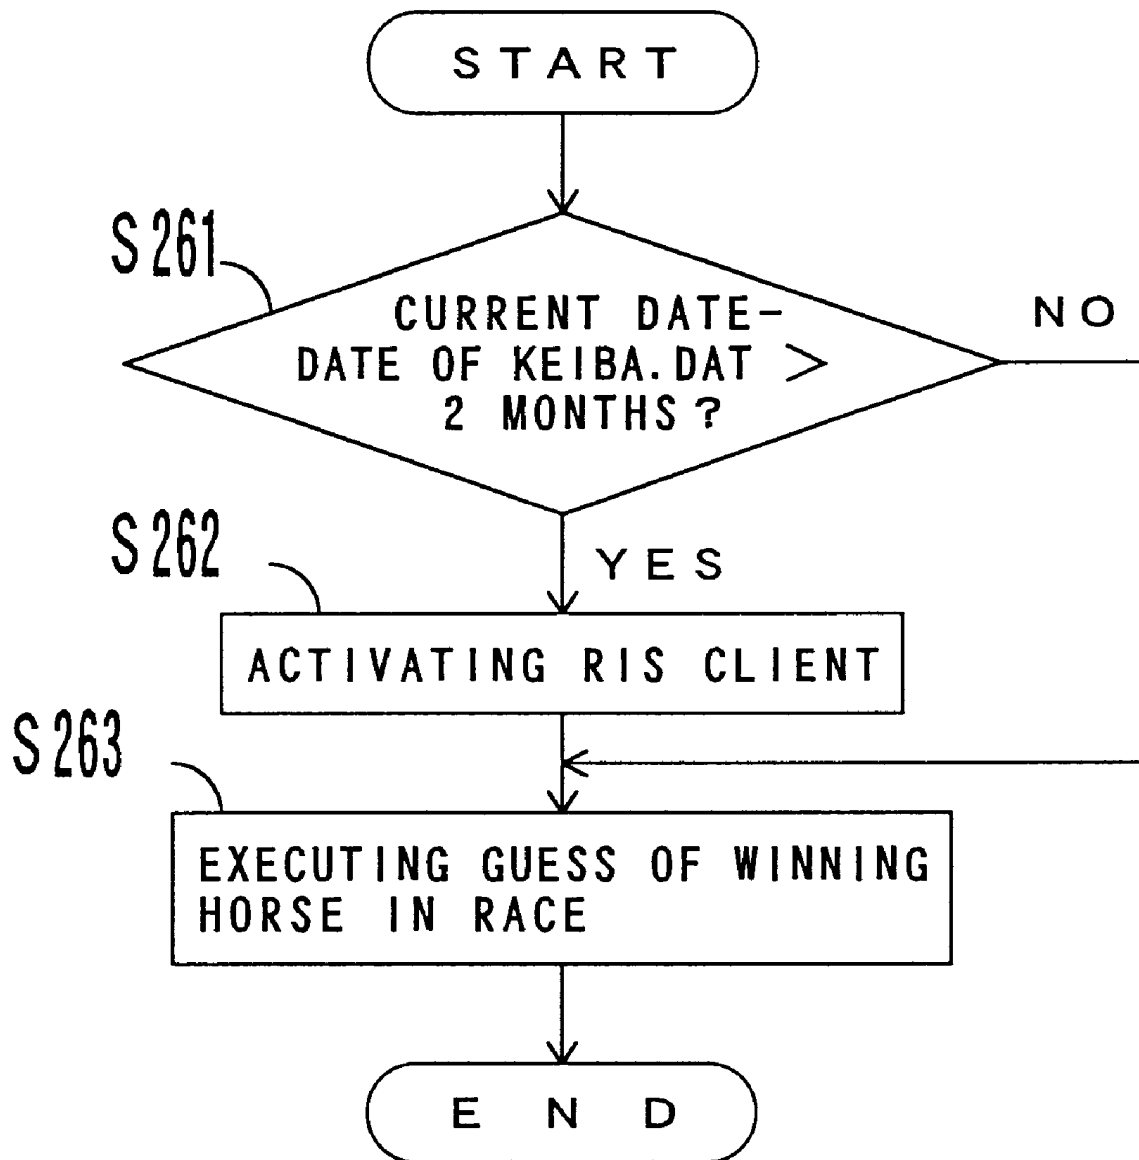 START
S261
CURRENT DATE-
DATE OF KEIBA.DAT >
2 MONTHS?
NO
YES
S262
ACTIVATING RIS CLIENT
S263
EXECUTING GUESS OF WINNING
HORSE IN RACE
END